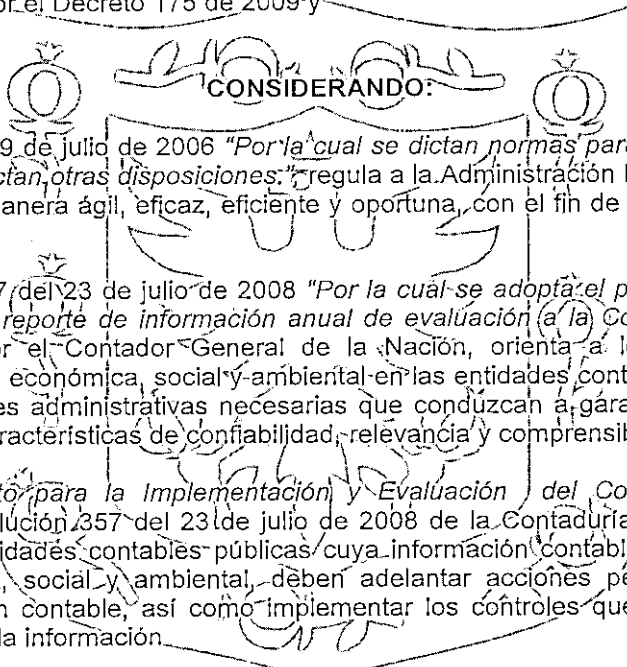 or el Decreto 175 de 2009 y
CONSIDERANDO:
9 de julio de 2006 "Por la cual se dictan normas para
ctan otras disposiciones." regula a la Administración
anera ágil, eficaz, eficiente y oportuna, con el fin de
7 del 23 de julio de 2008 "Por la cual se adopta el p
reporte de información anual de evaluación a la Co
or el Contador General de la Nación, orienta a l
económica, social y ambiental en las entidades cont
es administrativas necesarias que conduzcan a gara
racterísticas de confiabilidad, relevancia y comprensib
to para la Implementación y Evaluación del Co
lución 357 del 23 de julio de 2008 de la Contaduría
idades contables públicas cuya información contabl
, social y ambiental, deben adelantar acciones pe
n contable, así como implementar los controles que
la información